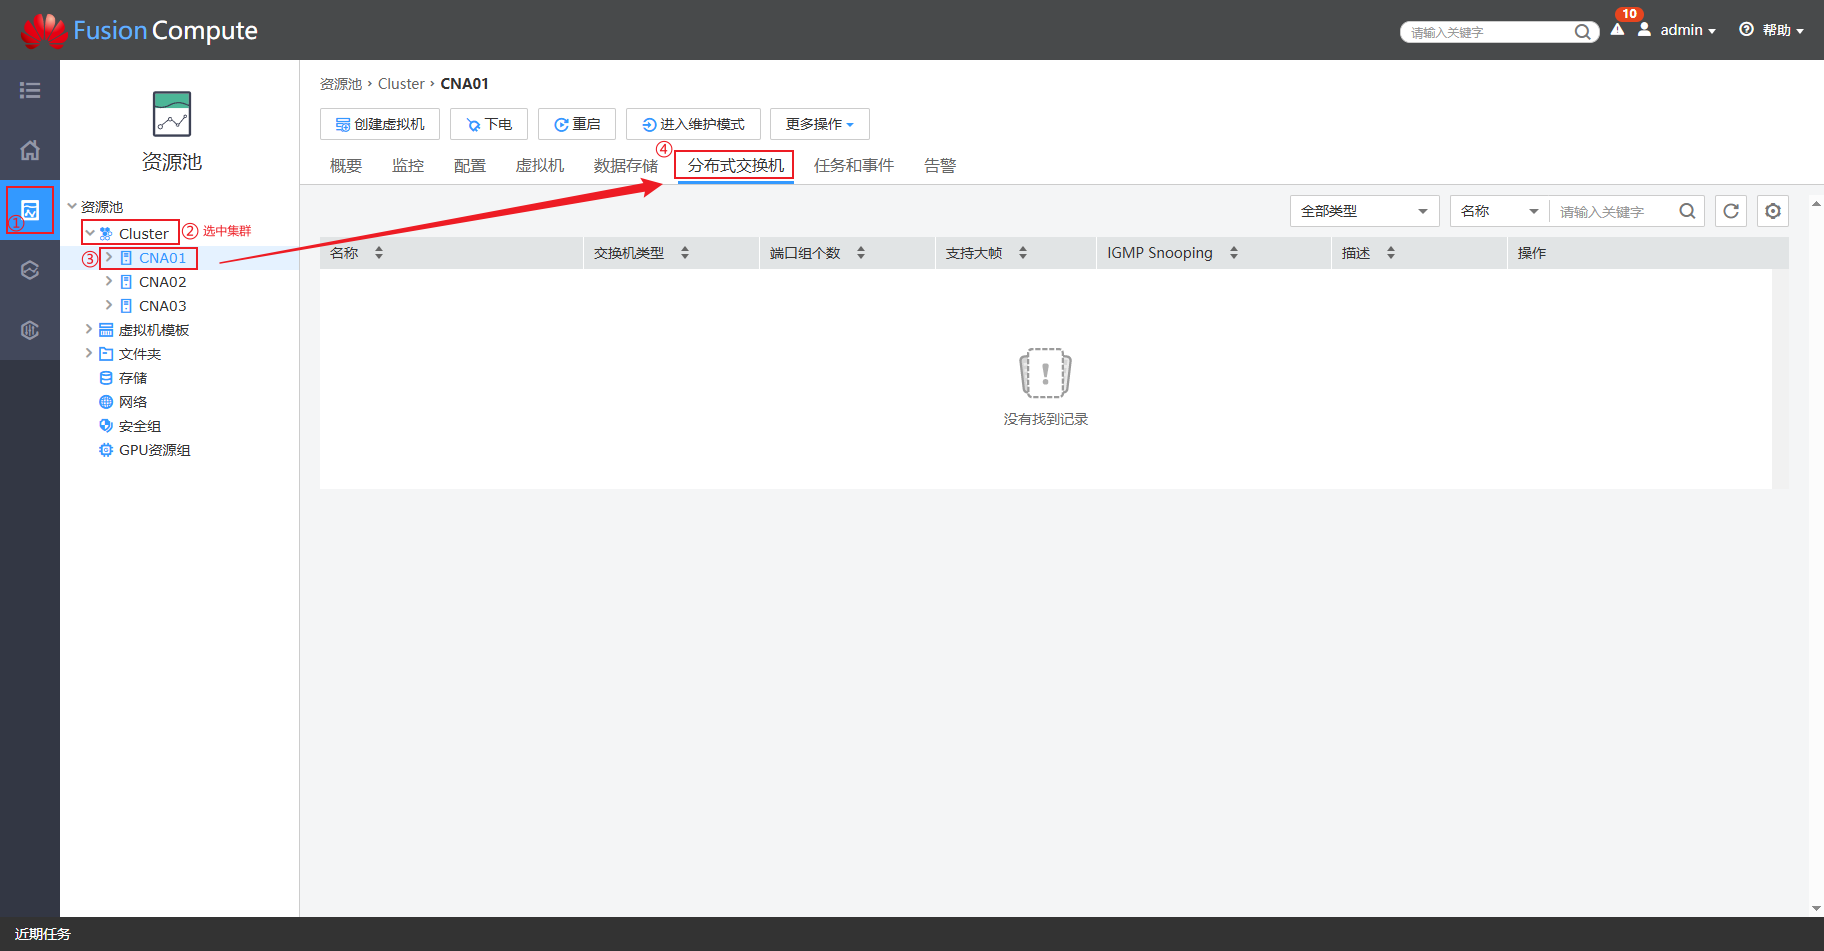 FusionCompute
请输入关键字
10
admin
帮助
资源池
①
资源池
Cluster
② 选中集群
③
CNA01
CNA02
CNA03
虚拟机模板
文件夹
存储
网络
安全组
GPU资源组
资源池 › Cluster › CNA01
创建虚拟机 下电 重启 进入维护模式 更多操作
④
概要 监控 配置 虚拟机 数据存储 分布式交换机 任务和事件 告警
全部类型 名称 请输入关键字
名称 交换机类型 端口组个数 支持大帧 IGMP Snooping 描述 操作
没有找到记录
近期任务